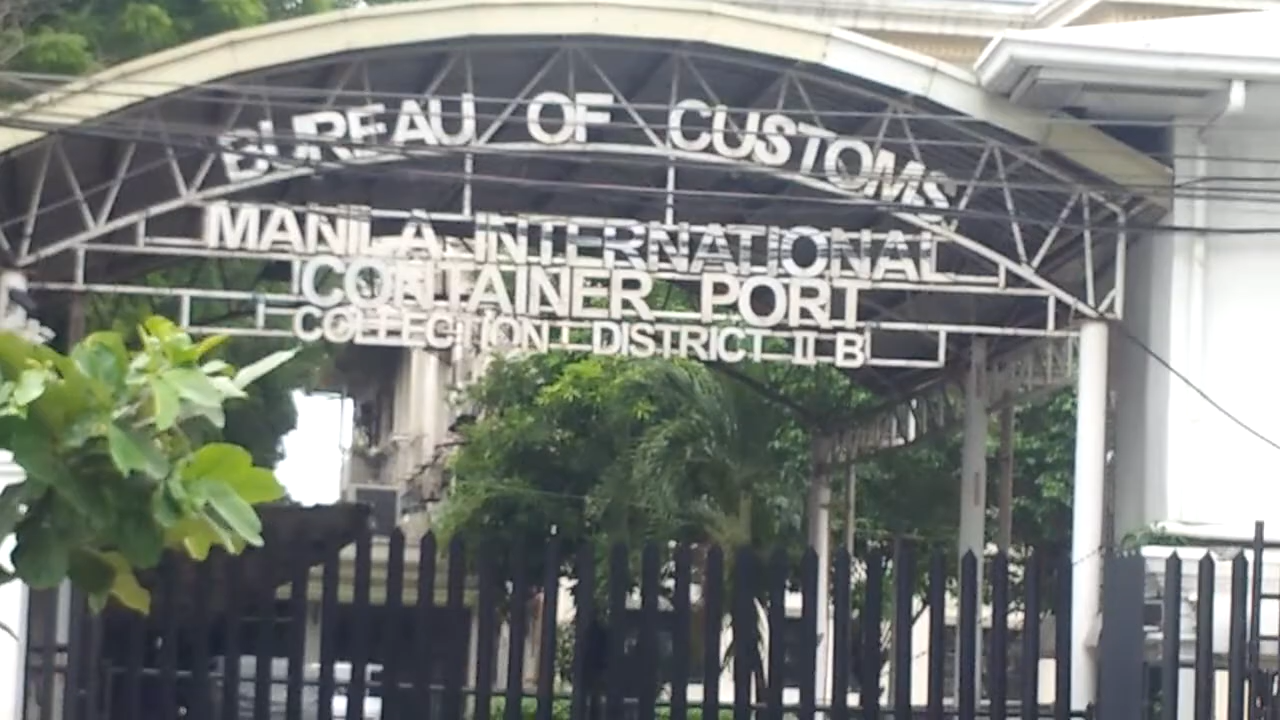 BUREAU OF CUSTOMS
MANILA INTERNATIONAL
CONTAINER PORT
COLLECTION DISTRICT II B